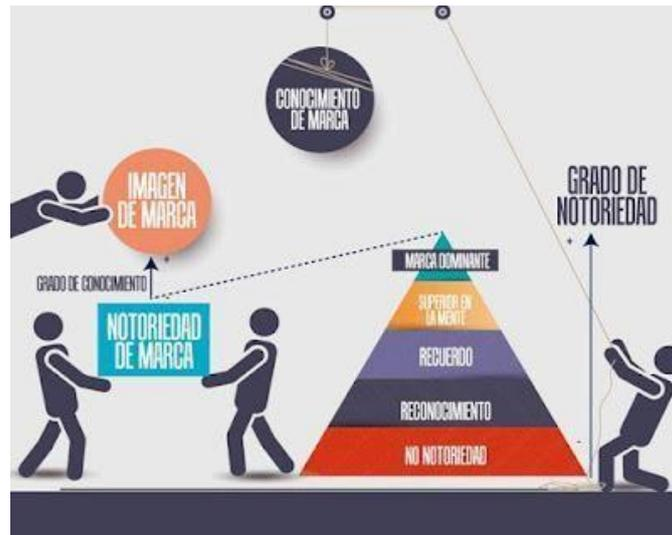 CONOCIMIENTO
DE MARCA
IMAGEN
DE MARCA
GRADO DE CONOCIMIENTO
NOTORIEDAD
DE MARCA
GRADO DE
NOTORIEDAD
MARCA DOMINANTE
SUPERIOR EN
LA MENTE
RECUERDO
RECONOCIMIENTO
NO NOTORIEDAD